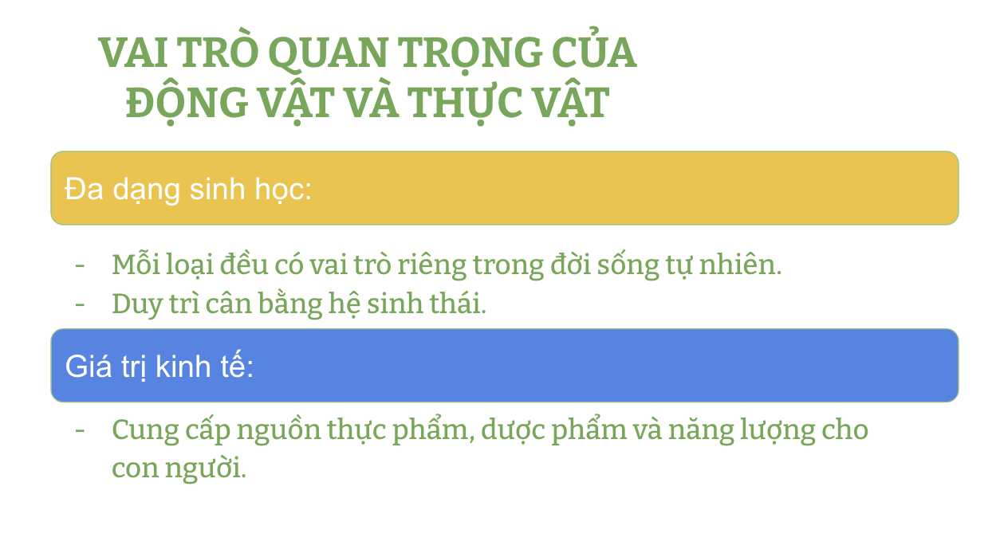 VAI TRÒ QUAN TRỌNG CỦA
ĐỘNG VẬT VÀ THỰC VẬT
Đa dạng sinh học:
- Mỗi loại đều có vai trò riêng trong đời sống tự nhiên.
- Duy trì cân bằng hệ sinh thái.
Giá trị kinh tế:
- Cung cấp nguồn thực phẩm, dược phẩm và năng lượng cho
con người.